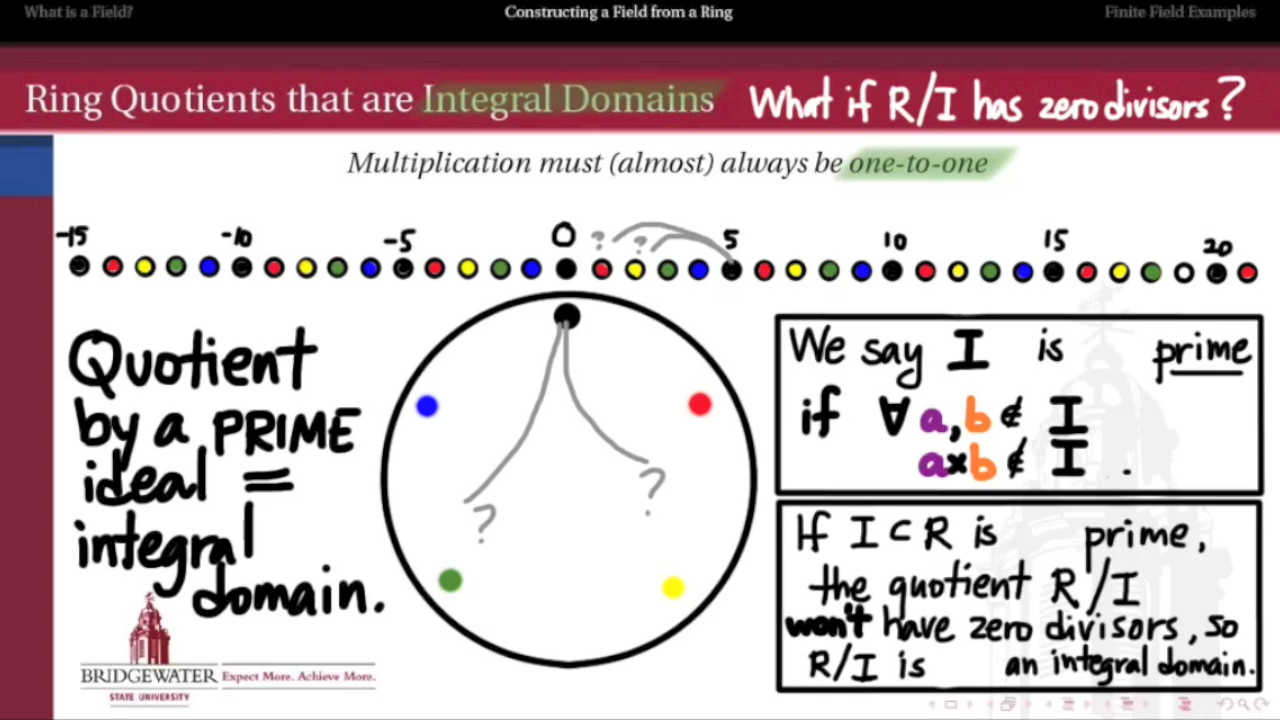 What is a Field?
Constructing a Field from a Ring
Finite Field Examples
Ring Quotients that are Integral Domains
What if R/I has zero divisors?
Multiplication must (almost) always be one-to-one
-15 -10 -5 0 ? ? 5 10 15 20
Quotient
by a PRIME
ideal =
integral
domain.
?
?
We say I is prime
if ∀ a,b ∉ I
a×b ∉ I .
If I ⊂ R is prime,
the quotient R/I
won't have zero divisors, so
R/I is an integral domain.
BRIDGEWATER
STATE UNIVERSITY
Expect More. Achieve More.